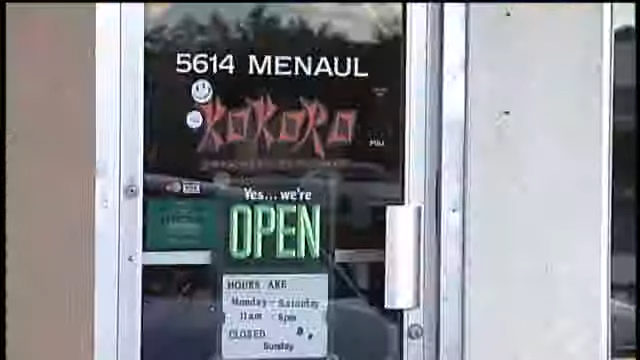 5614 MENAUL
KOKORO
Yes... we're
OPEN
HOURS ARE
Monday - Saturday
11am 8pm
CLOSED
Sunday